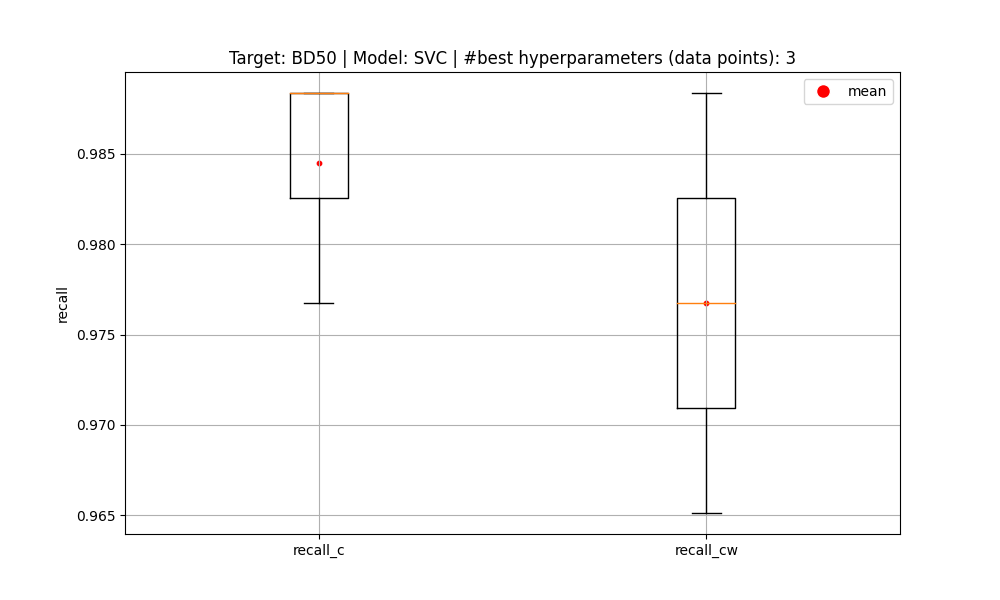 Target: BD50 | Model: SVC | #best hyperparameters (data points): 3
mean
0.985
0.980
0.975
0.970
0.965
recall
recall_c
recall_cw